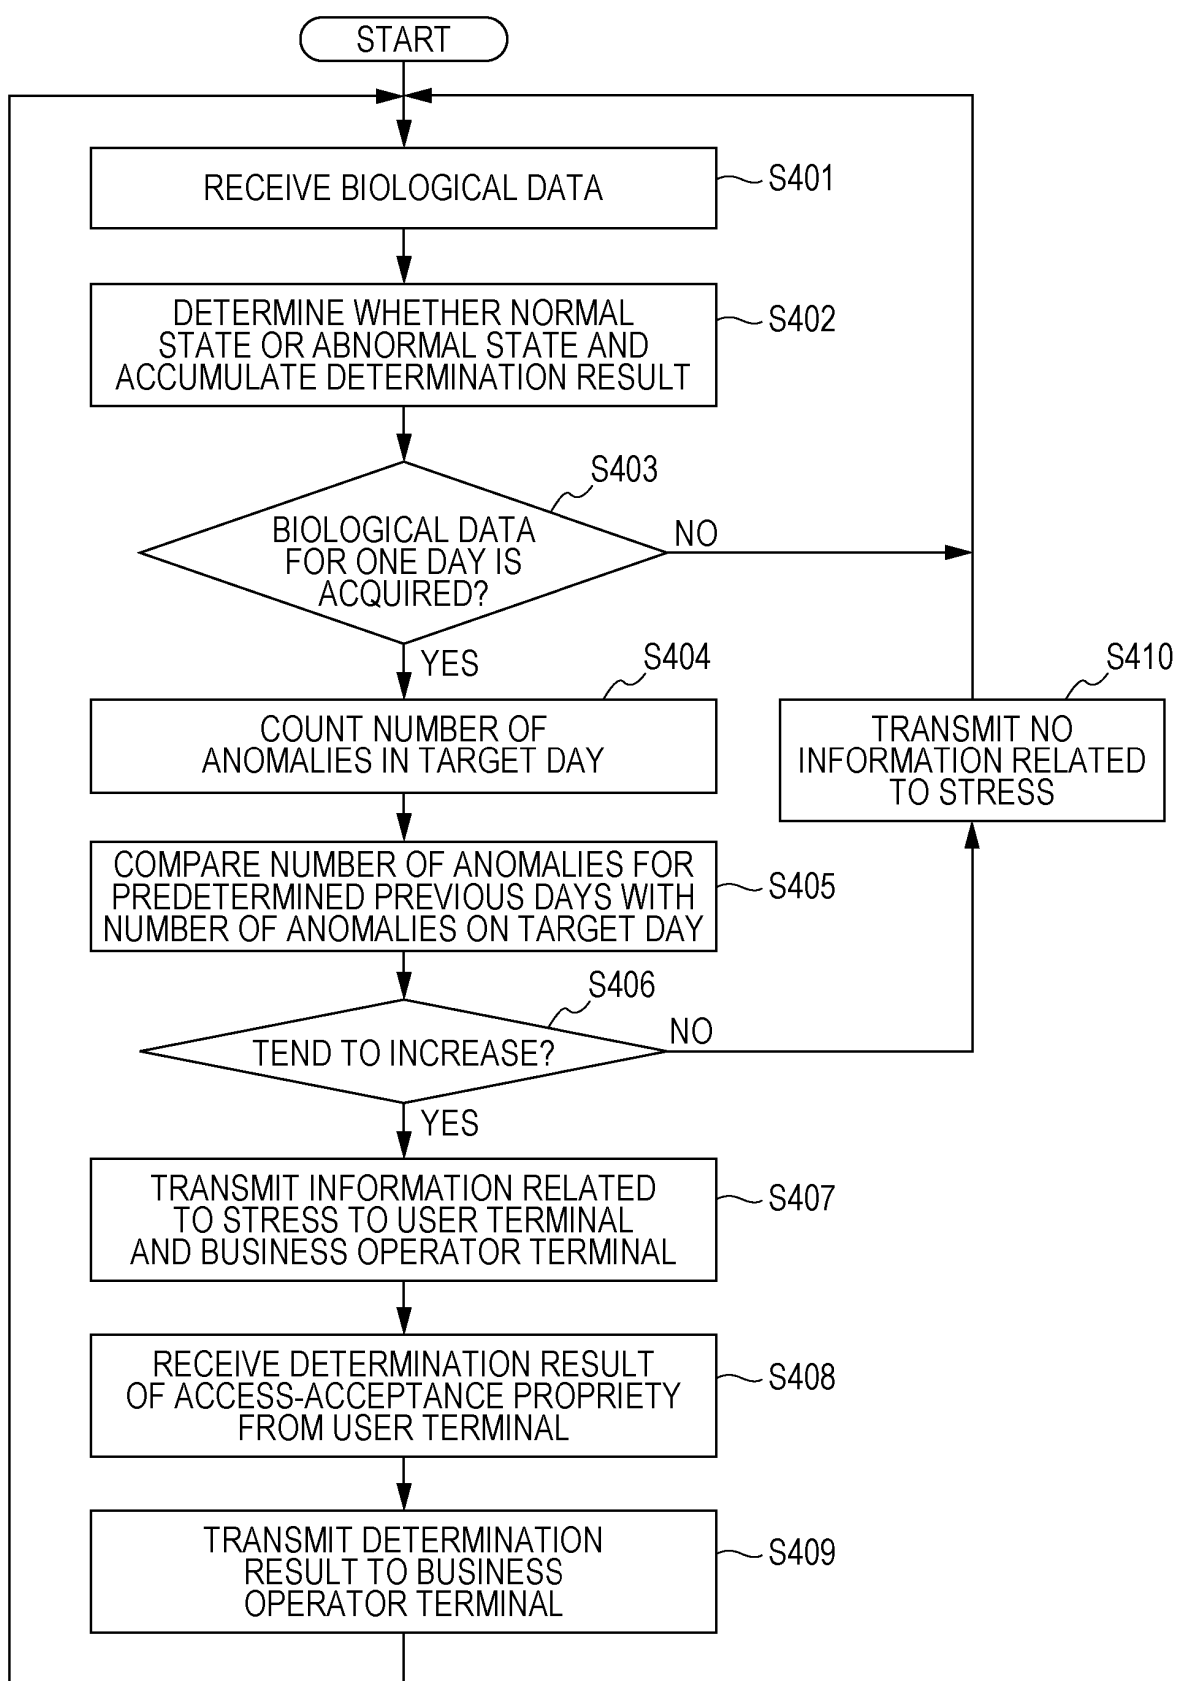 START
RECEIVE BIOLOGICAL DATA
S401
DETERMINE WHETHER NORMAL
STATE OR ABNORMAL STATE AND
ACCUMULATE DETERMINATION RESULT
S402
S403
BIOLOGICAL DATA
FOR ONE DAY IS
ACQUIRED?
NO
YES
S404
COUNT NUMBER OF
ANOMALIES IN TARGET DAY
S410
TRANSMIT NO
INFORMATION RELATED
TO STRESS
COMPARE NUMBER OF ANOMALIES FOR
PREDETERMINED PREVIOUS DAYS WITH
NUMBER OF ANOMALIES ON TARGET DAY
S405
S406
TEND TO INCREASE?
NO
YES
TRANSMIT INFORMATION RELATED
TO STRESS TO USER TERMINAL
AND BUSINESS OPERATOR TERMINAL
S407
RECEIVE DETERMINATION RESULT
OF ACCESS-ACCEPTANCE PROPRIETY
FROM USER TERMINAL
S408
TRANSMIT DETERMINATION
RESULT TO BUSINESS
OPERATOR TERMINAL
S409